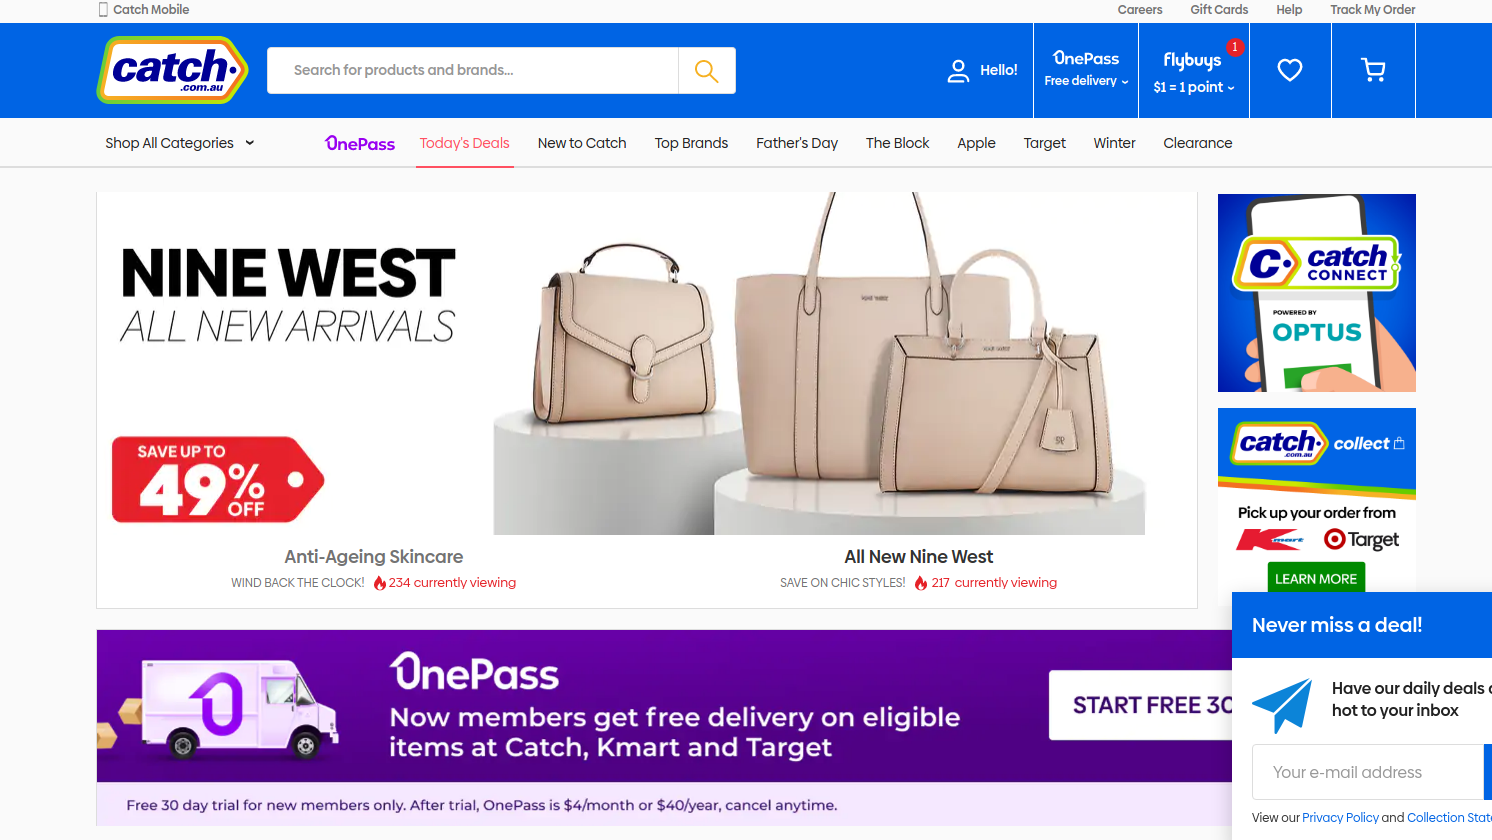 Catch Mobile
Careers
Gift Cards
Help
Track My Order
catch
.com.au
Search for products and brands...
Hello!
OnePass
Free delivery
flybuys
1
$1 = 1 point
Shop All Categories
OnePass
Today's Deals
New to Catch
Top Brands
Father's Day
The Block
Apple
Target
Winter
Clearance
NINE WEST
ALL NEW ARRIVALS
SAVE UP TO
49%
OFF
NINE WEST
NINE WEST
Anti-Ageing Skincare
WIND BACK THE CLOCK! 234 currently viewing
All New Nine West
SAVE ON CHIC STYLES! 217 currently viewing
C catch
CONNECT
POWERED BY
OPTUS
catch
.com.au
collect
Pick up your order from
Kmart
Target
LEARN MORE
OnePass
Now members get free delivery on eligible
items at Catch, Kmart and Target
START FREE 30
Free 30 day trial for new members only. After trial, OnePass is $4/month or $40/year, cancel anytime.
Never miss a deal!
Have our daily deals
hot to your inbox
Your e-mail address
View our Privacy Policy and Collection State